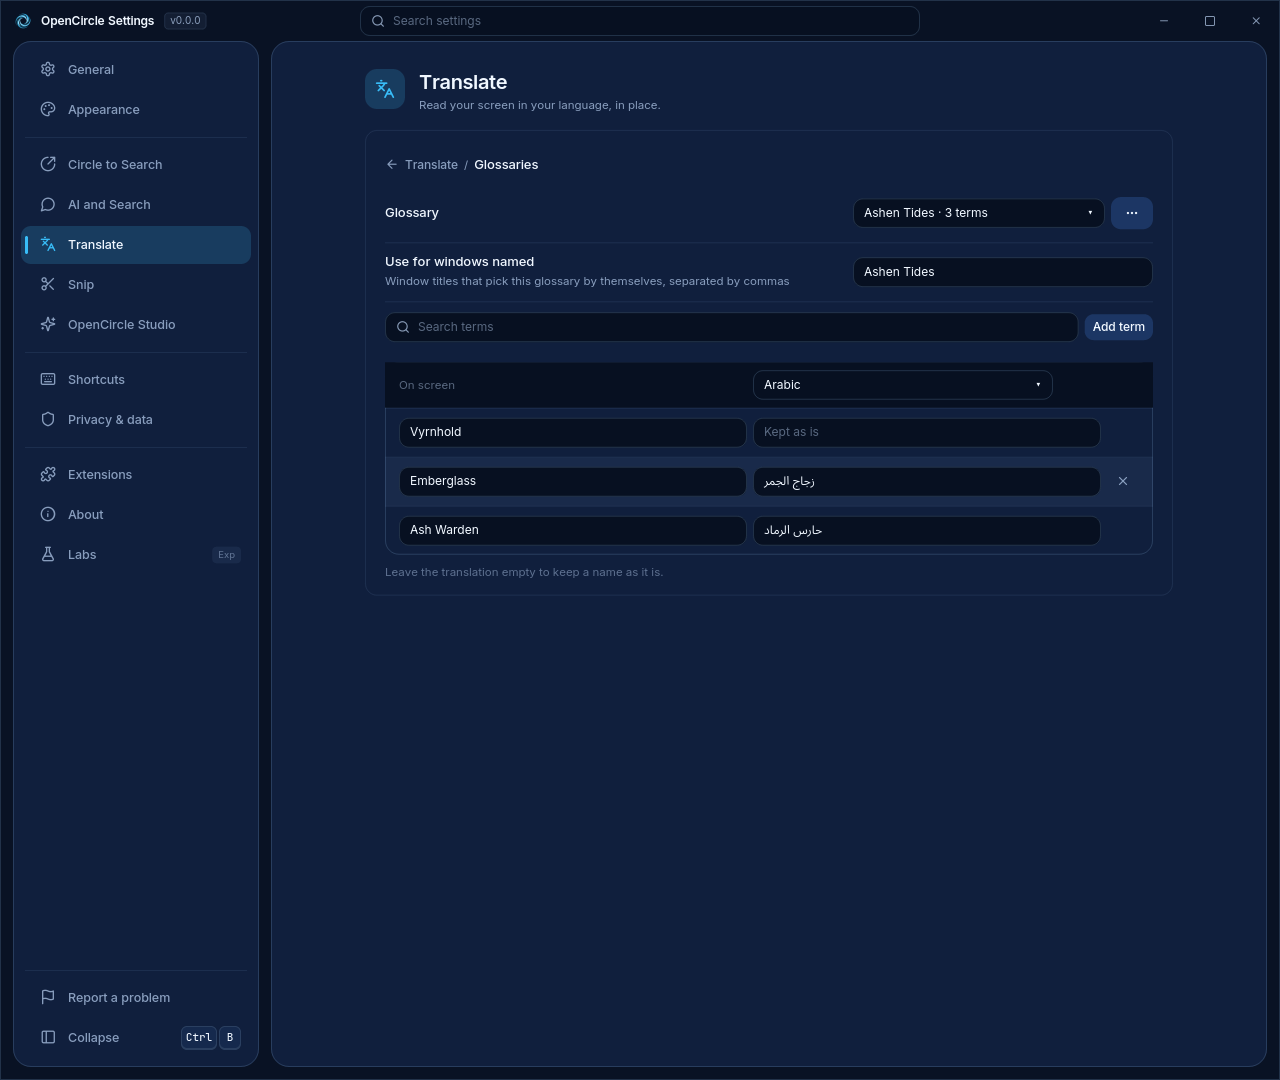 OpenCircle Settings v0.0.0
Search settings
General
Appearance
Circle to Search
AI and Search
Translate
Snip
OpenCircle Studio
Shortcuts
Privacy & data
Extensions
About
Labs Exp
Report a problem
Collapse Ctrl B
Translate
Read your screen in your language, in place.
Translate / Glossaries
Glossary Ashen Tides · 3 terms
Use for windows named
Window titles that pick this glossary by themselves, separated by commas
Ashen Tides
Search terms Add term
On screen Arabic
Vyrnhold Kept as is
Emberglass زجاج الجمر
Ash Warden حارس الرماد
Leave the translation empty to keep a name as it is.